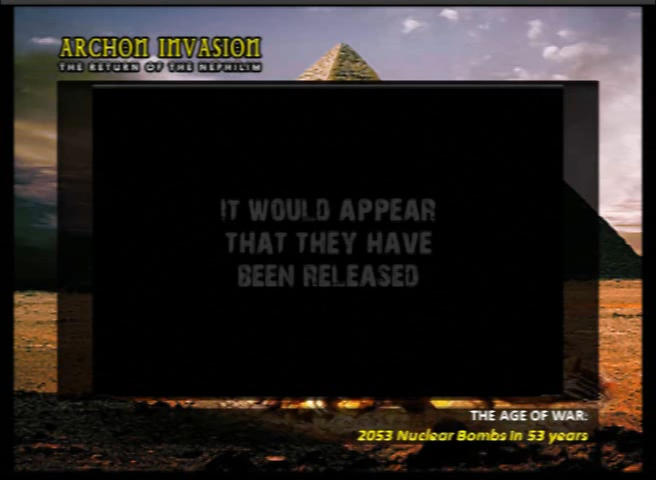 ARCHON INVASION
THE RETURN OF THE NEPHILIM
IT WOULD APPEAR
THAT THEY HAVE
BEEN RELEASED
THE AGE OF WAR:
2053 Nuclear Bombs In 53 years